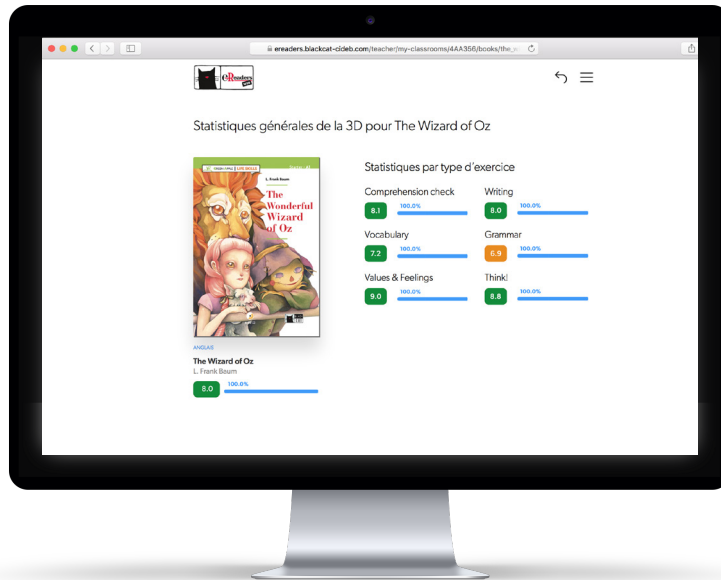 ereaders.blackcat-cideb.com/teacher/my-classrooms/4AA356/books/the_
eReaders
Statistiques générales de la 3D pour The Wizard of Oz
L. Frank Baum
The
Wonderful
Wizard
of Oz
ANGLAIS
The Wizard of Oz
L. Frank Baum
8.0 100.0%
Statistiques par type d'exercice
Comprehension check Writing
8.1 100.0% 8.0 100.0%
Vocabulary Grammar
7.2 100.0% 6.9 100.0%
Values & Feelings Think!
9.0 100.0% 8.8 100.0%